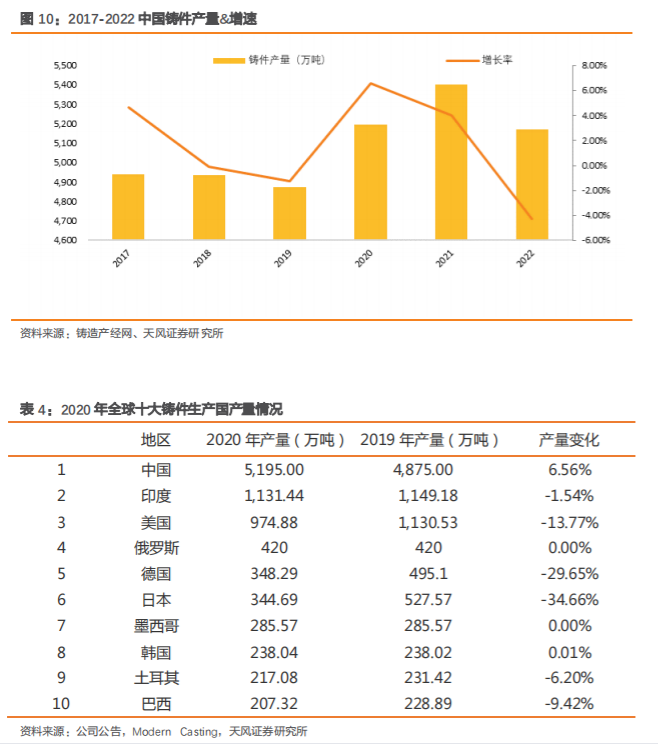 图 10：2017-2022 中国铸件产量&增速
铸件产量（万吨） 增长率
5,500 8.00%
5,400 6.00%
5,300 4.00%
5,200 2.00%
5,100 0.00%
5,000 -2.00%
4,900 -4.00%
4,800 -6.00%
4,700
4,600
2017 2018 2019 2020 2021 2022
资料来源：铸造产经网、天风证券研究所
表 4：2020 年全球十大铸件生产国产量情况
地区 2020 年产量（万吨） 2019 年产量（万吨） 产量变化
1 中国 5,195.00 4,875.00 6.56%
2 印度 1,131.44 1,149.18 -1.54%
3 美国 974.88 1,130.53 -13.77%
4 俄罗斯 420 420 0.00%
5 德国 348.29 495.1 -29.65%
6 日本 344.69 527.57 -34.66%
7 墨西哥 285.57 285.57 0.00%
8 韩国 238.04 238.02 0.01%
9 土耳其 217.08 231.42 -6.20%
10 巴西 207.32 228.89 -9.42%
资料来源：公司公告，Modern Casting，天风证券研究所